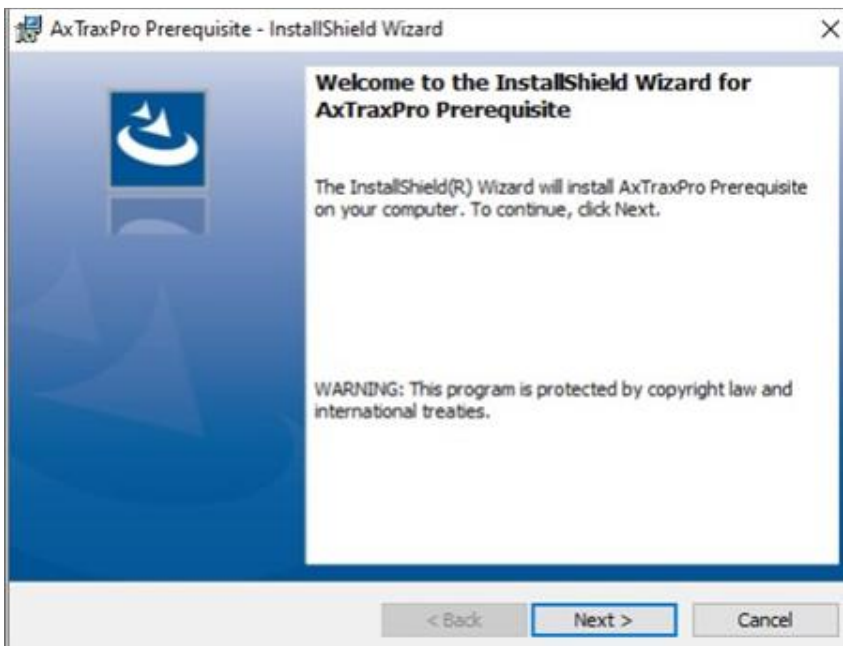 AxTraxPro Prerequisite - InstallShield Wizard
Welcome to the InstallShield Wizard for
AxTraxPro Prerequisite
The InstallShield(R) Wizard will install AxTraxPro Prerequisite
on your computer. To continue, click Next.
WARNING: This program is protected by copyright law and
international treaties.
< Back Next > Cancel